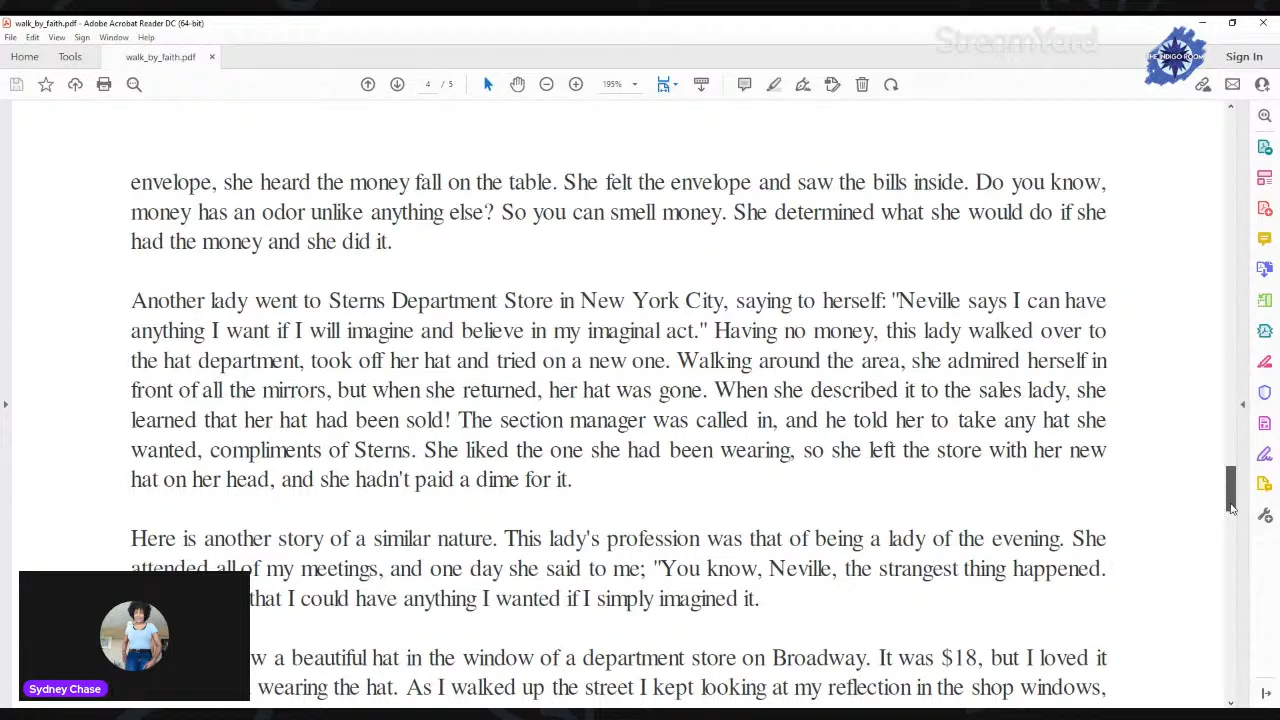 walk_by_faith.pdf - Adobe Acrobat Reader DC (64-bit)
File Edit View Sign Window Help
StreamYard
THE INDIGO ROOM
Home Tools walk_by_faith.pdf × Sign In
4 / 5 195%
envelope, she heard the money fall on the table. She felt the envelope and saw the bills inside. Do you know,
money has an odor unlike anything else? So you can smell money. She determined what she would do if she
had the money and she did it.
Another lady went to Sterns Department Store in New York City, saying to herself: "Neville says I can have
anything I want if I will imagine and believe in my imaginal act." Having no money, this lady walked over to
the hat department, took off her hat and tried on a new one. Walking around the area, she admired herself in
front of all the mirrors, but when she returned, her hat was gone. When she described it to the sales lady, she
learned that her hat had been sold! The section manager was called in, and he told her to take any hat she
wanted, compliments of Sterns. She liked the one she had been wearing, so she left the store with her new
hat on her head, and she hadn't paid a dime for it.
Here is another story of a similar nature. This lady's profession was that of being a lady of the evening. She
attended all of my meetings, and one day she said to me; "You know, Neville, the strangest thing happened.
that I could have anything I wanted if I simply imagined it.
w a beautiful hat in the window of a department store on Broadway. It was $18, but I loved it
wearing the hat. As I walked up the street I kept looking at my reflection in the shop windows,
Sydney Chase